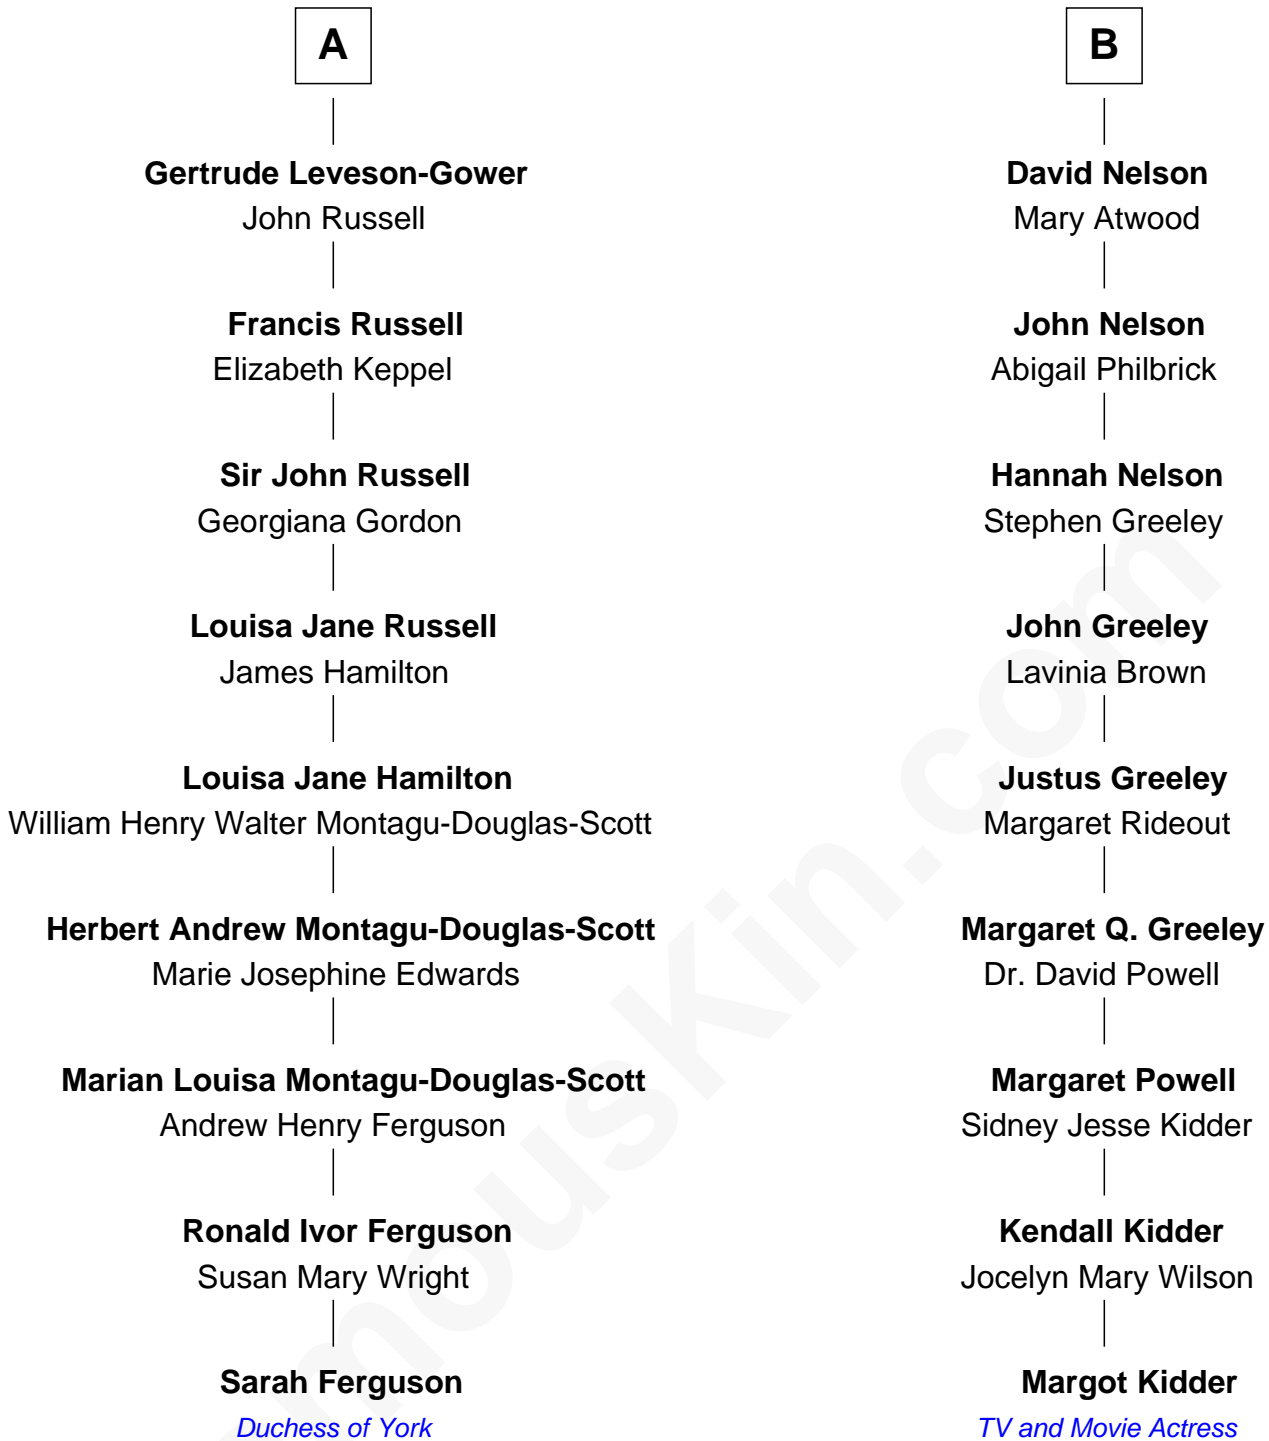 A
B
Gertrude Leveson-Gower
John Russell
David Nelson
Mary Atwood
Francis Russell
Elizabeth Keppel
John Nelson
Abigail Philbrick
Sir John Russell
Georgiana Gordon
Hannah Nelson
Stephen Greeley
Louisa Jane Russell
James Hamilton
John Greeley
Lavinia Brown
Louisa Jane Hamilton
William Henry Walter Montagu-Douglas-Scott
Justus Greeley
Margaret Rideout
Herbert Andrew Montagu-Douglas-Scott
Marie Josephine Edwards
Margaret Q. Greeley
Dr. David Powell
Marian Louisa Montagu-Douglas-Scott
Andrew Henry Ferguson
Margaret Powell
Sidney Jesse Kidder
Ronald Ivor Ferguson
Susan Mary Wright
Kendall Kidder
Jocelyn Mary Wilson
Sarah Ferguson
Duchess of York
Margot Kidder
TV and Movie Actress
mousKin.com